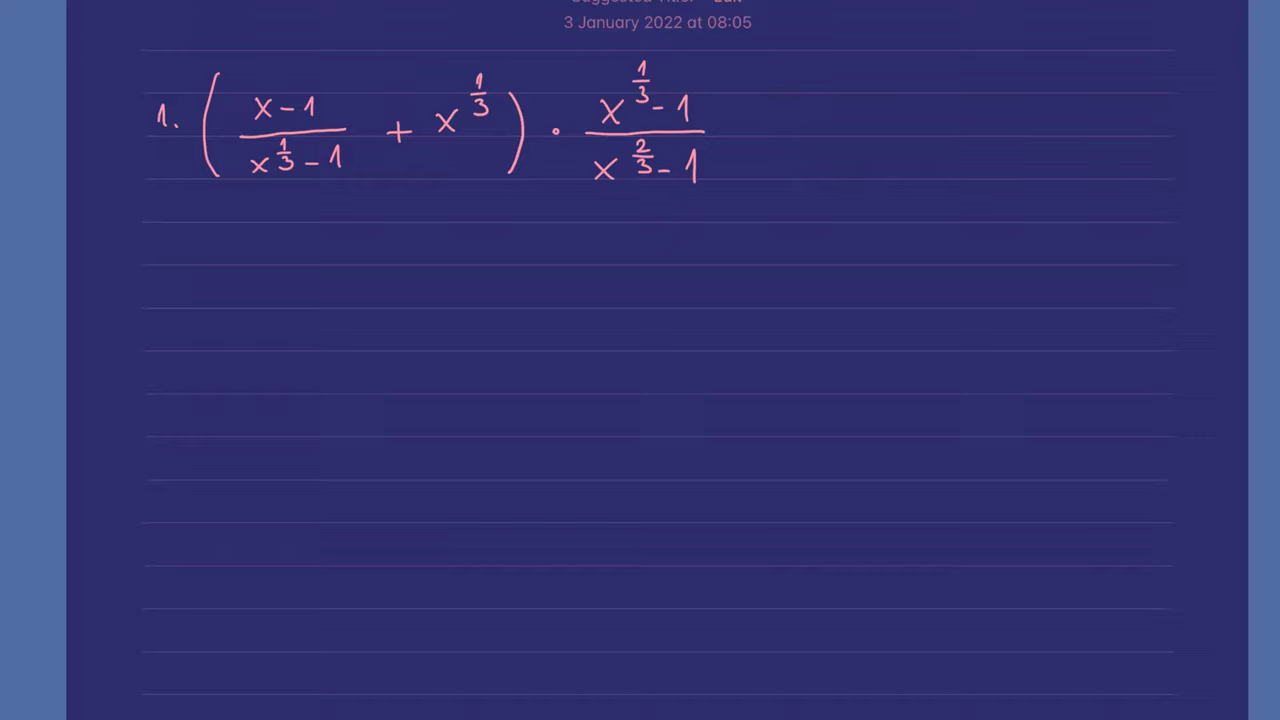 3 January 2022 at 08:05
1. ( (x-1)/(x^(1/3)-1) + x^(1/3) ) · (x^(1/3)-1)/(x^(2/3)-1)